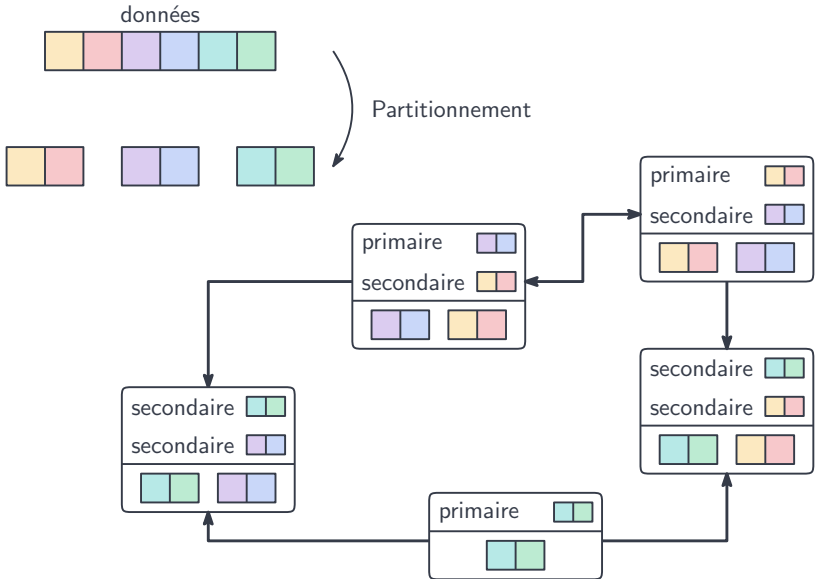 données
Partitionnement
primaire
secondaire
primaire
secondaire
secondaire
secondaire
secondaire
secondaire
primaire